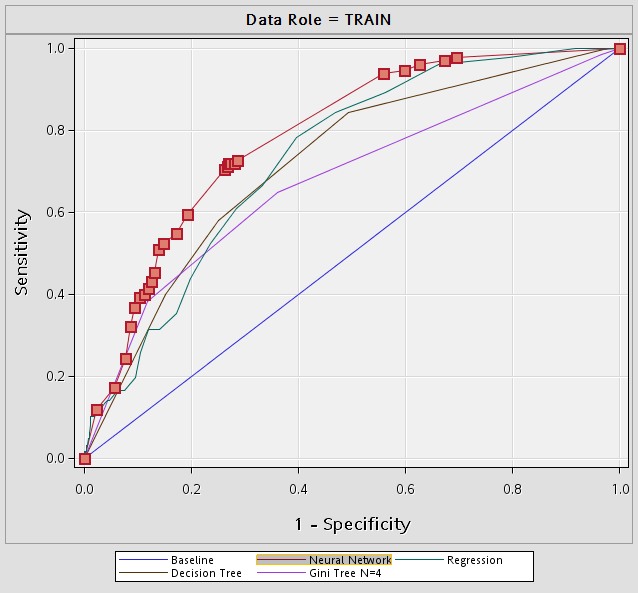 Data Role = TRAIN
1.0
0.8
0.6
0.4
0.2
0.0
Sensitivity
0.0 0.2 0.4 0.6 0.8 1.0
1 - Specificity
Baseline Neural Network Regression
Decision Tree Gini Tree N=4